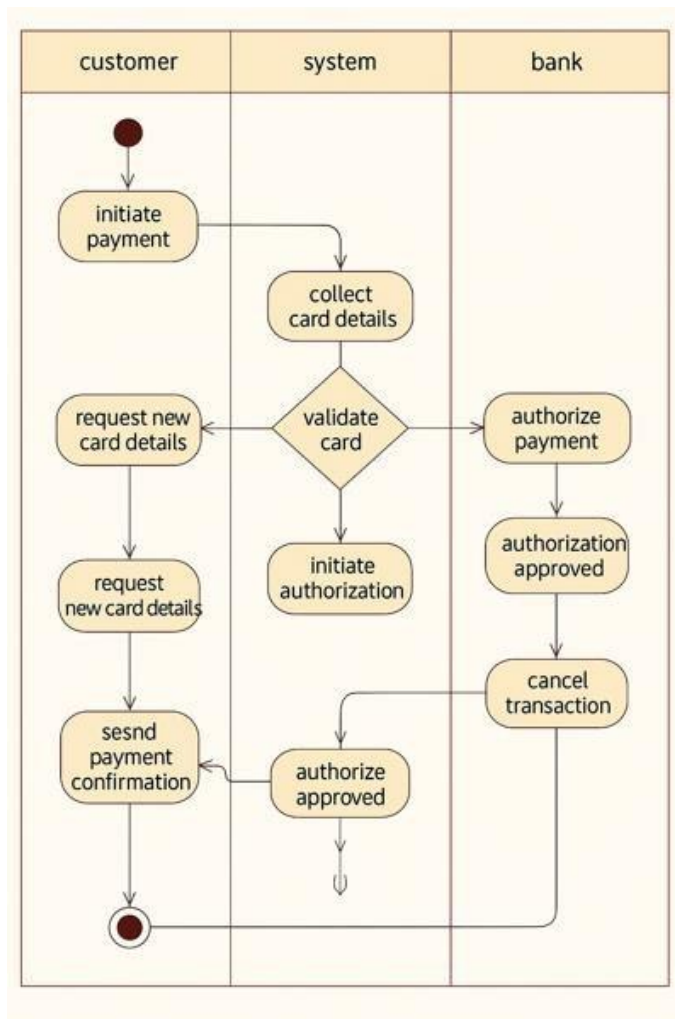 customer
system
bank
initiate
payment
collect
card details
request new
card details
validate
card
authorize
payment
authorization
approved
initiate
authorization
request
new card details
cancel
transaction
sesnd
payment
confirmation
authorize
approved